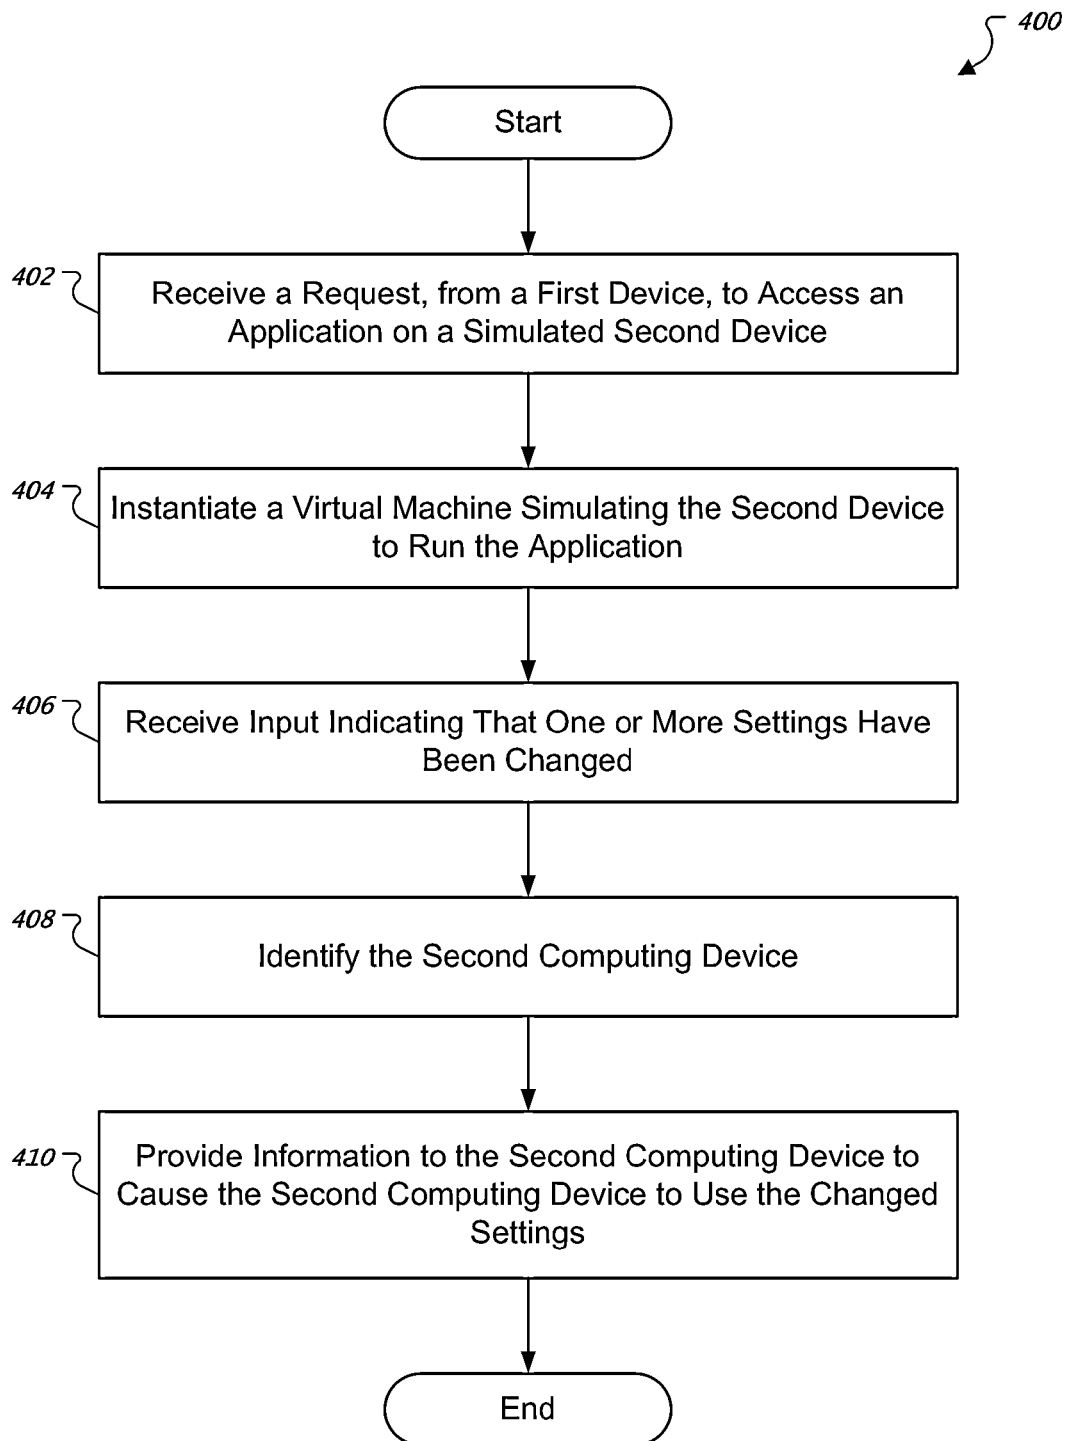 400
Start
402
Receive a Request, from a First Device, to Access an
Application on a Simulated Second Device
404
Instantiate a Virtual Machine Simulating the Second Device
to Run the Application
406
Receive Input Indicating That One or More Settings Have
Been Changed
408
Identify the Second Computing Device
410
Provide Information to the Second Computing Device to
Cause the Second Computing Device to Use the Changed
Settings
End